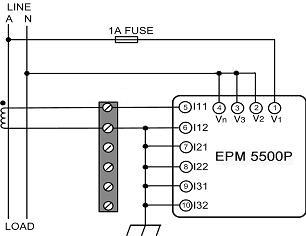 LINE
A N
1A FUSE
4 3 2 1
Vn V3 V2 V1
5 I11
6 I12
7 I21
EPM 5500P
8 I22
9 I31
10 I32
LOAD